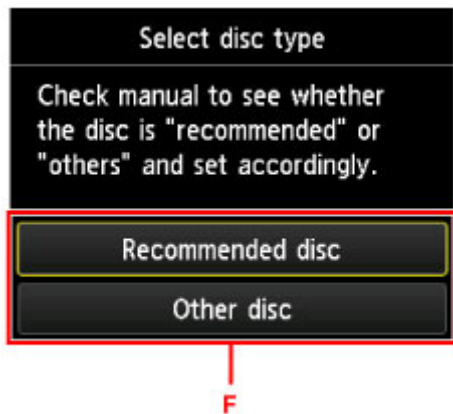 Select disc type
Check manual to see whether
the disc is "recommended" or
"others" and set accordingly.
Recommended disc
Other disc
F